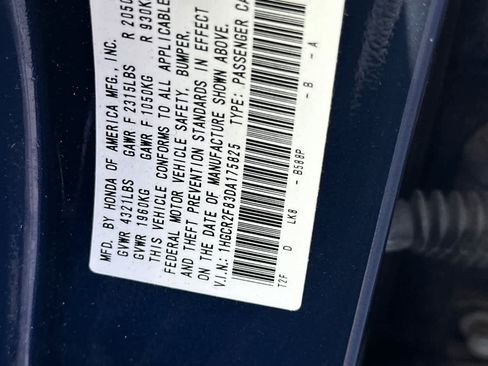 MFD. BY HONDA OF AMERICA MFG., INC.
GVWR 4321LBS GAWR F 2315LBS R 2050
GVWR 1960KG GAWR F 1050KG R 930K
THIS VEHICLE CONFORMS TO ALL APPLICABLE
FEDERAL MOTOR VEHICLE SAFETY, BUMPER,
AND THEFT PREVENTION STANDARDS IN EFFECT
ON THE DATE OF MANUFACTURE SHOWN ABOVE.
V.I.N.: 1HGCR2F83DA175825 TYPE: PASSENGER CA
T2F D LK8 - B588P - B - A